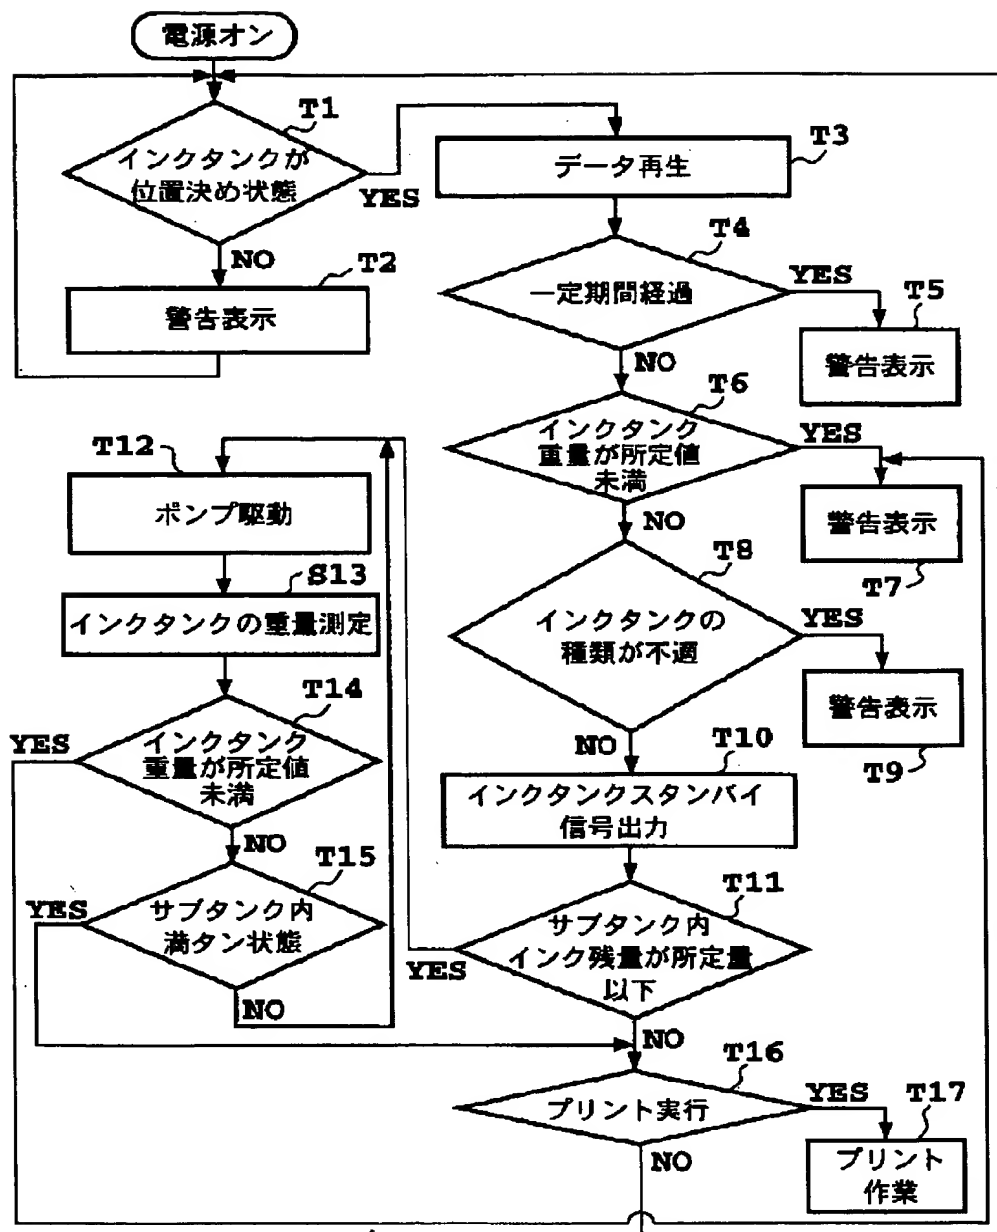 電源オン
T1
インクタンクが
位置決め状態
YES
NO
T2
警告表示
T3
データ再生
T4
一定期間経過
YES
T5
警告表示
NO
T6
インクタンク
重量が所定値
未満
YES
警告表示
T7
NO
T8
インクタンクの
種類が不適
YES
警告表示
T9
NO
T10
インクタンクスタンバイ
信号出力
T11
サブタンク内
インク残量が所定量
以下
YES
NO
T12
ポンプ駆動
S13
インクタンクの重量測定
T14
インクタンク
重量が所定値
未満
YES
NO
T15
サブタンク内
満タン状態
YES
NO
T16
プリント実行
YES
T17
プリント
作業
NO